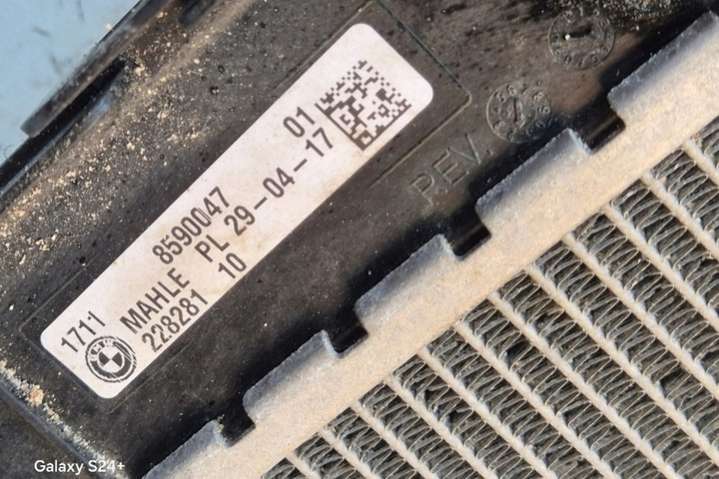 1711 8590047 01
MAHLE PL 29-04-17
228281 10
REV.
Galaxy S24+